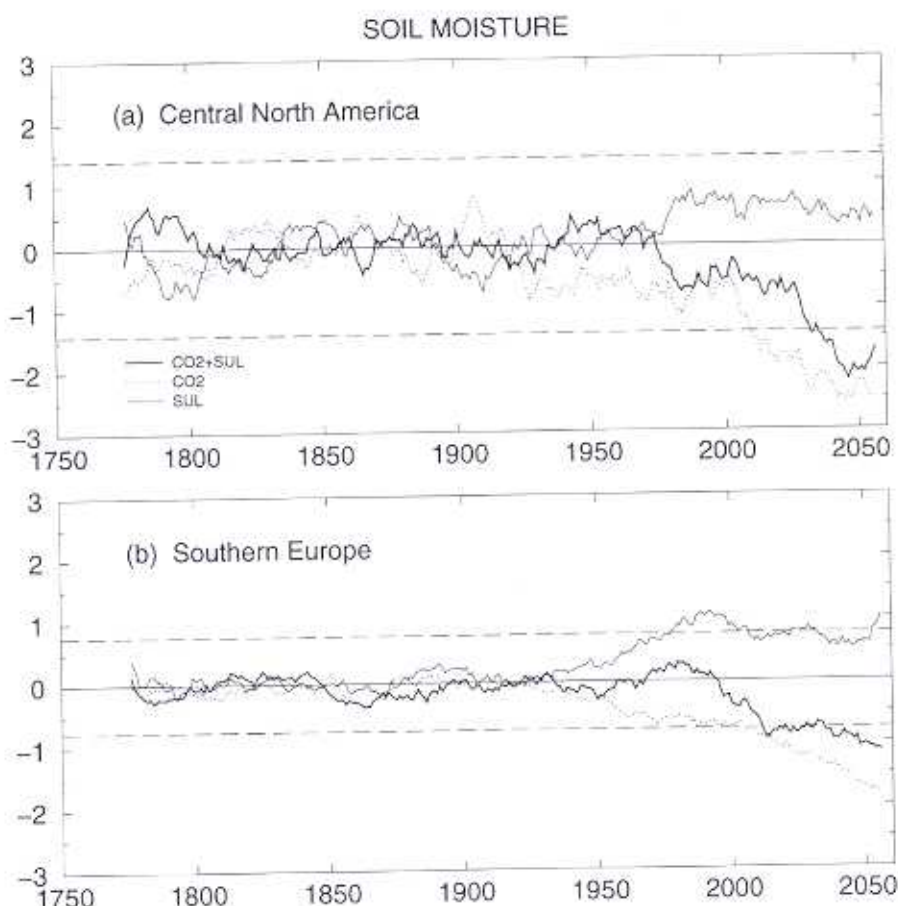 SOIL MOISTURE
3
2
1
0
−1
−2
−3
(a) Central North America
CO2+SUL
CO2
SUL
1750 1800 1850 1900 1950 2000 2050
3
2
1
0
−1
−2
−3
(b) Southern Europe
1750 1800 1850 1900 1950 2000 2050